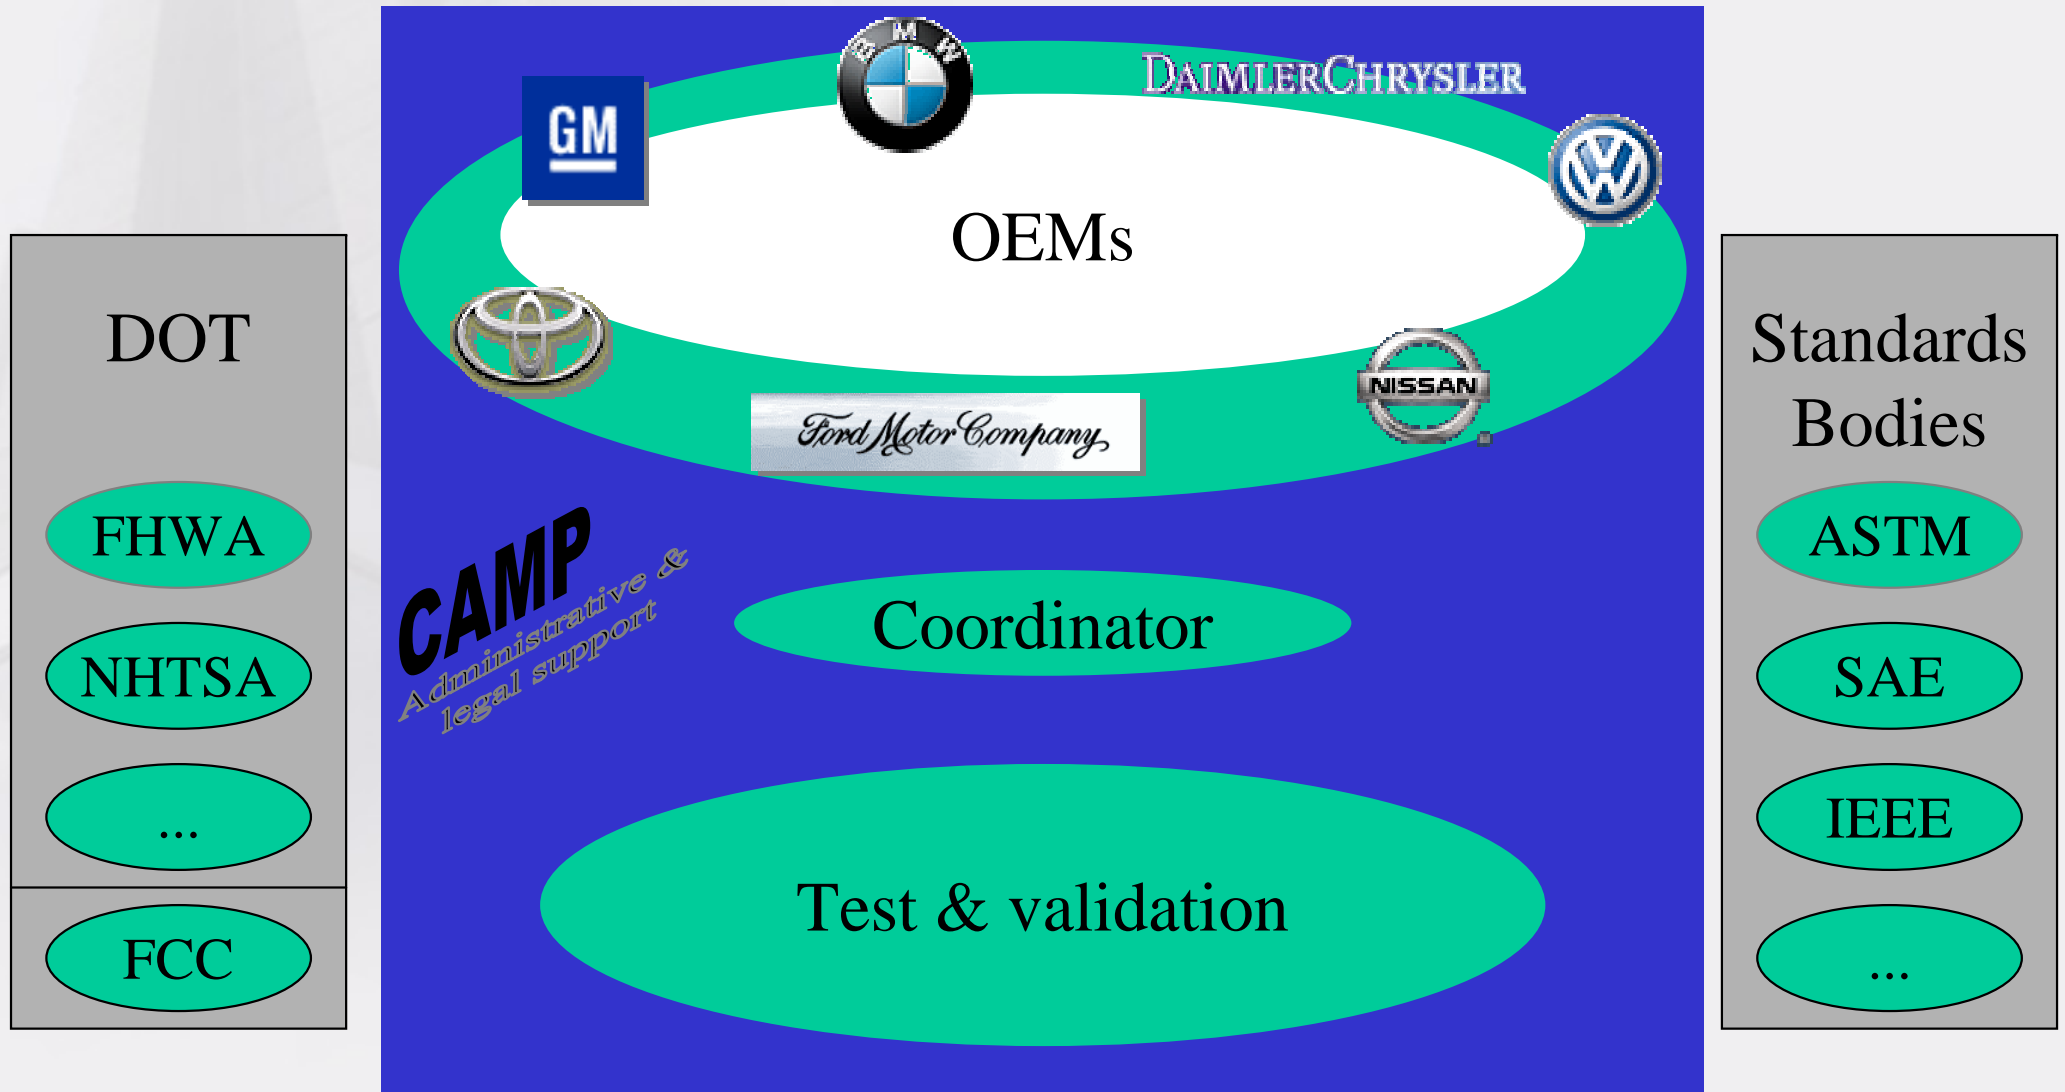 BMW
DAIMLERCHRYSLER
GM
OEMs
NISSAN
Ford Motor Company
DOT
FHWA
NHTSA
...
FCC
CAMP
Administrative &
legal support
Coordinator
Test & validation
Standards
Bodies
ASTM
SAE
IEEE
...